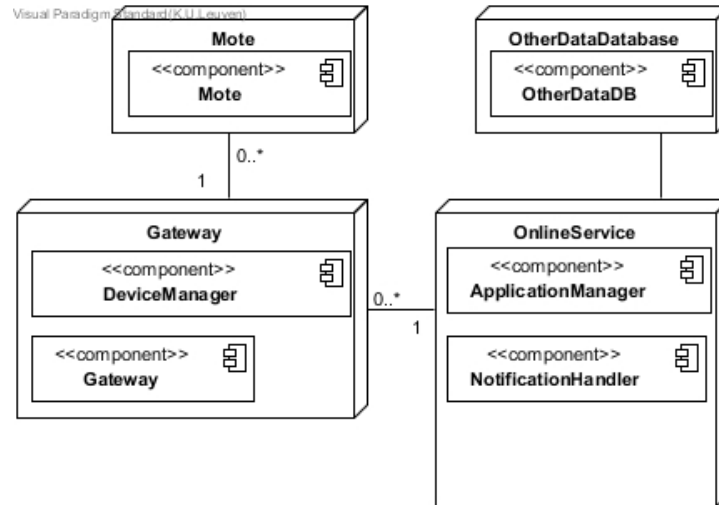 Visual Paradigm Standard(K.U.Leuven)
Mote
<<component>>
Mote
OtherDataDatabase
<<component>>
OtherDataDB
0..*
1
Gateway
<<component>>
DeviceManager
<<component>>
Gateway
0..*
1
OnlineService
<<component>>
ApplicationManager
<<component>>
NotificationHandler